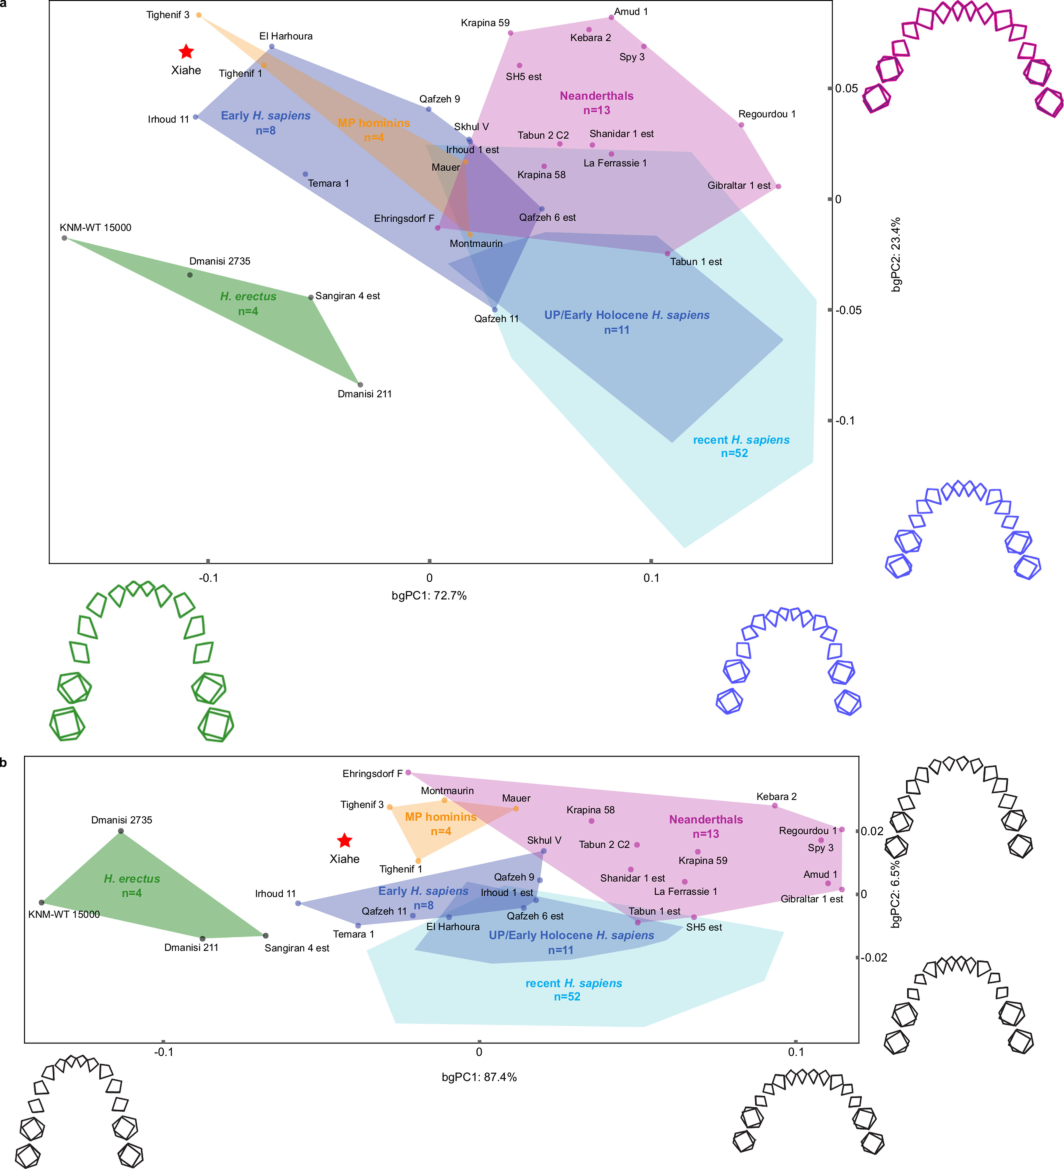 a
Tighenif 3
Xiahe
El Harhoura
Tighenif 1
Irhoud 11
Early H. sapiens
n=8
MP hominins
n=4
Temara 1
Qafzeh 9
Skhul V
Irhoud 1 est
Mauer
Ehringsdorf F
Montmaurin
Qafzeh 6 est
Qafzeh 11
Krapina 59
Amud 1
Kebara 2
Spy 3
SH5 est
Neanderthals
n=13
Regourdou 1
Tabun 2 C2
Shanidar 1 est
La Ferrassie 1
Krapina 58
Gibraltar 1 est
Tabun 1 est
KNM-WT 15000
Dmanisi 2735
H. erectus
n=4
Sangiran 4 est
Dmanisi 211
UP/Early Holocene H. sapiens
n=11
recent H. sapiens
n=52
0.05
0
-0.05
-0.1
bgPC2: 23.4%
-0.1
0
0.1
bgPC1: 72.7%
b
Ehringsdorf F
Montmaurin
Tighenif 3
Mauer
MP hominins
n=4
Xiahe
Tighenif 1
Dmanisi 2735
H. erectus
n=4
KNM-WT 15000
Dmanisi 211
Sangiran 4 est
Irhoud 11
Early H. sapiens
n=8
Temara 1
Qafzeh 11
El Harhoura
Skhul V
Qafzeh 9
Irhoud 1 est
Qafzeh 6 est
Krapina 58
Neanderthals
n=13
Kebara 2
Regourdou 1
Spy 3
Tabun 2 C2
Krapina 59
Shanidar 1 est
La Ferrassie 1
Amud 1
Gibraltar 1 est
Tabun 1 est
SH5 est
UP/Early Holocene H. sapiens
n=11
recent H. sapiens
n=52
0.02
0
-0.02
bgPC2: 6.5%
-0.1
0
0.1
bgPC1: 87.4%